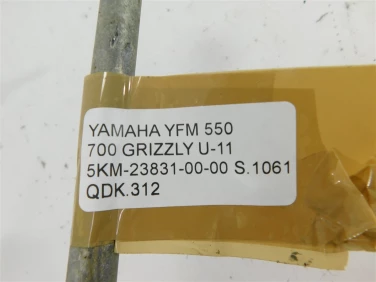 YAMAHA YFM 550
700 GRIZZLY U-11
5KM-23831-00-00 S.1061
QDK.312